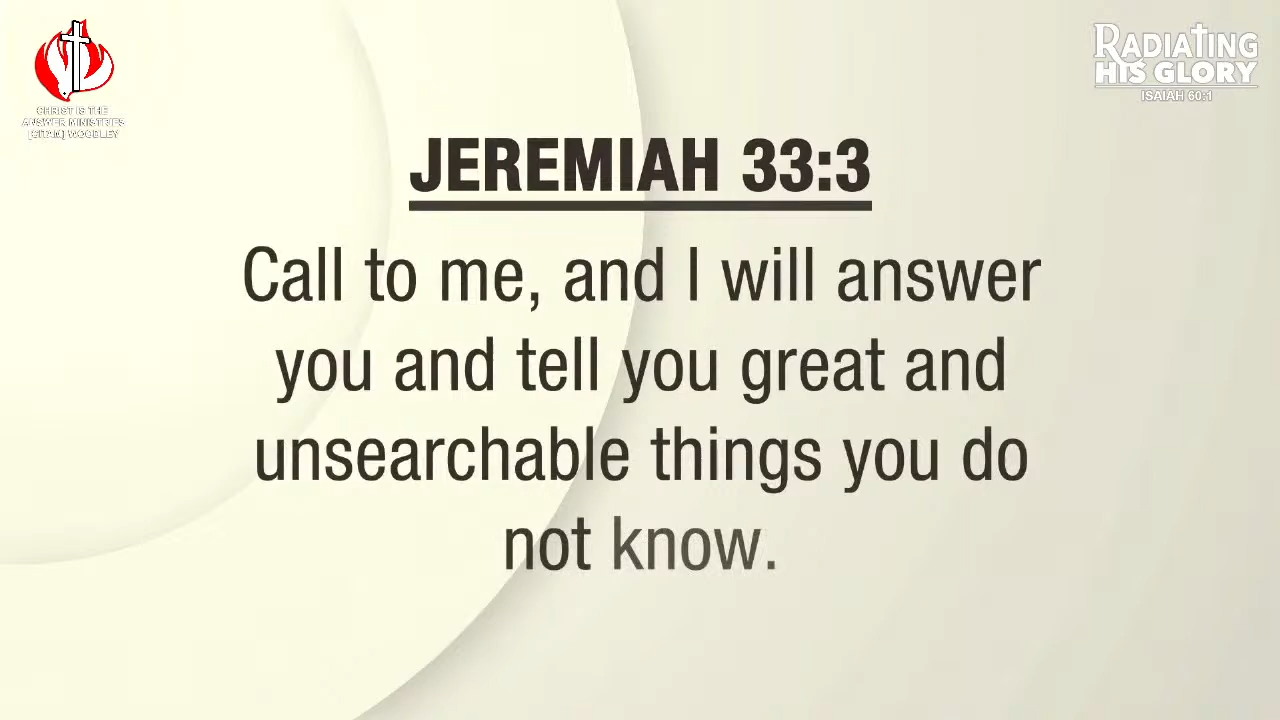 CHRIST IS THE
ANSWER MINISTRIES
[CITAM] WOODLEY
RADIATING
HIS GLORY
ISAIAH 60:1
JEREMIAH 33:3
Call to me, and I will answer
you and tell you great and
unsearchable things you do
not know.